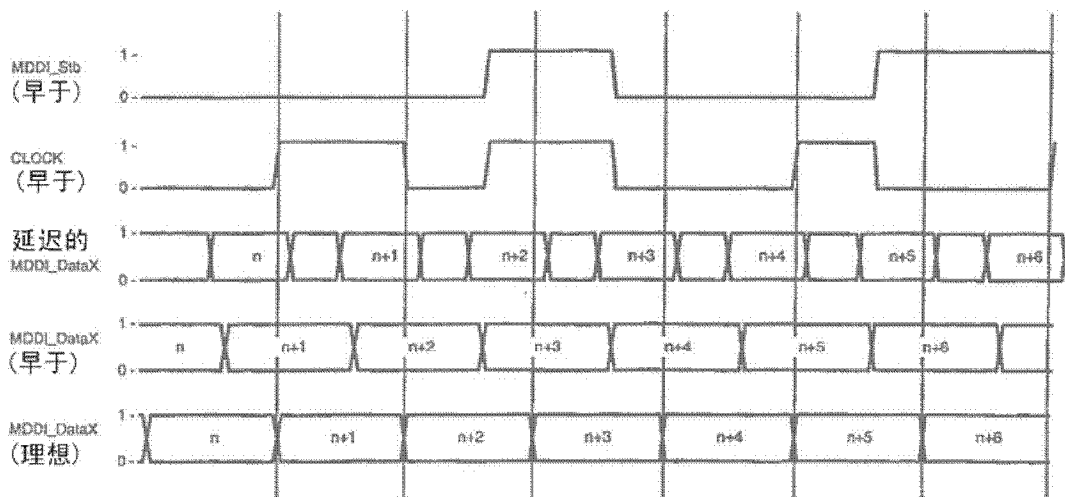 1-
MDDI_Stb
(早于)
0-
1-
CLOCK
(早于)
0-
延迟的
MDDI_DataX
1-
0-
n n+1 n+2 n+3 n+4 n+5 n+6
MDDI_DataX
(早于)
1-
0-
n n+1 n+2 n+3 n+4 n+5 n+6
MDDI_DataX
(理想)
1-
0-
n n+1 n+2 n+3 n+4 n+5 n+6